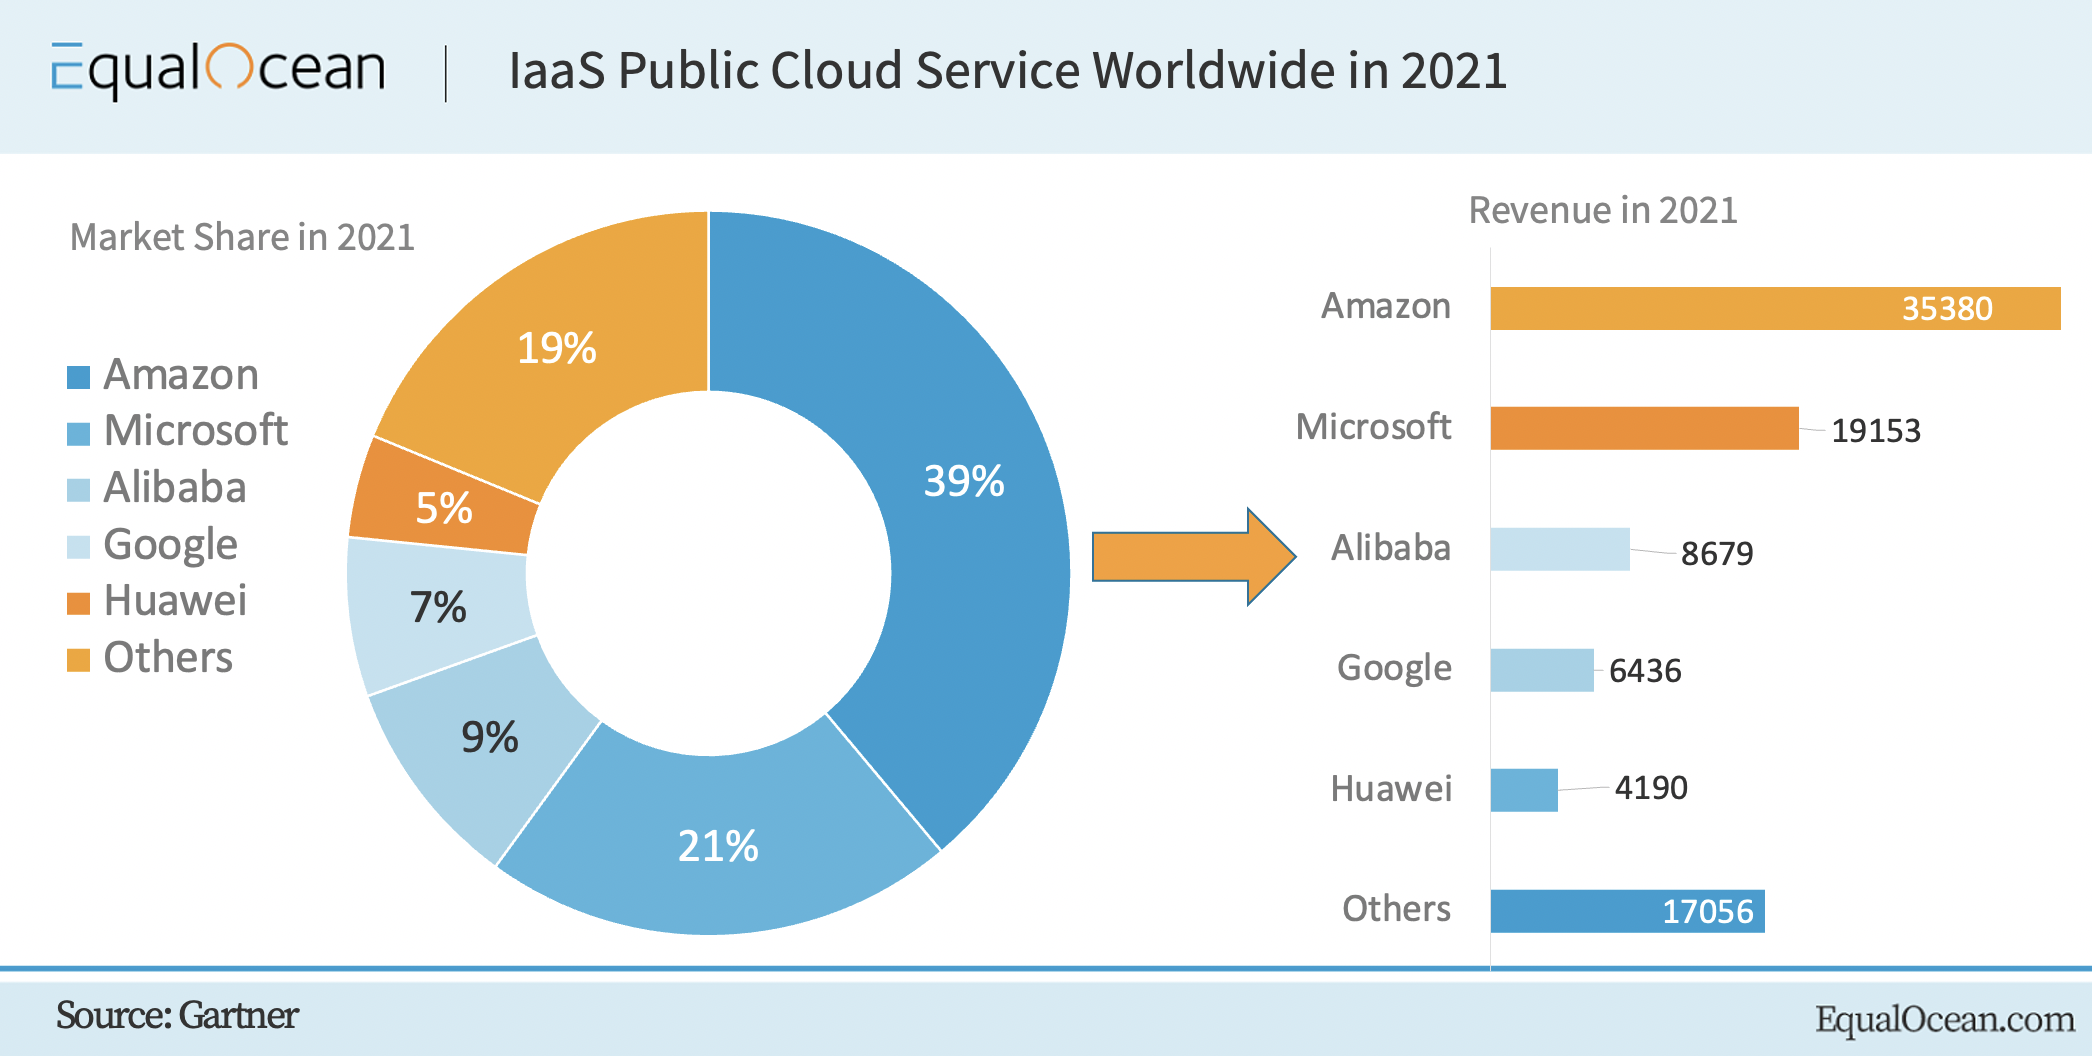 EqualOcean
IaaS Public Cloud Service Worldwide in 2021
Market Share in 2021
Amazon
Microsoft
Alibaba
Google
Huawei
Others
39%
21%
9%
7%
5%
19%
Revenue in 2021
Amazon 35380
Microsoft 19153
Alibaba 8679
Google 6436
Huawei 4190
Others 17056
Source: Gartner
EqualOcean.com